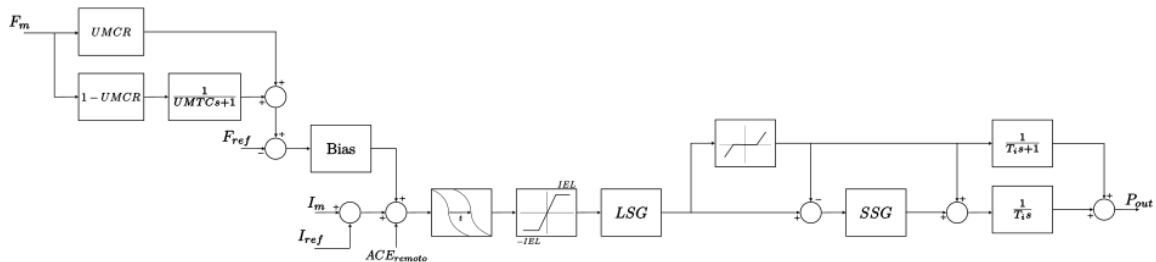 F_m
UMCR
1 − UMCR
1
UMTCs+1
+
+
F_ref
−
+
Bias
I_m
+
+
I_ref
+
+
+
ACE_remoto
t
IEL
−IEL
LSG
+
−
SSG
+
+
1
T_i s+1
1
T_i s
+
+
P_out